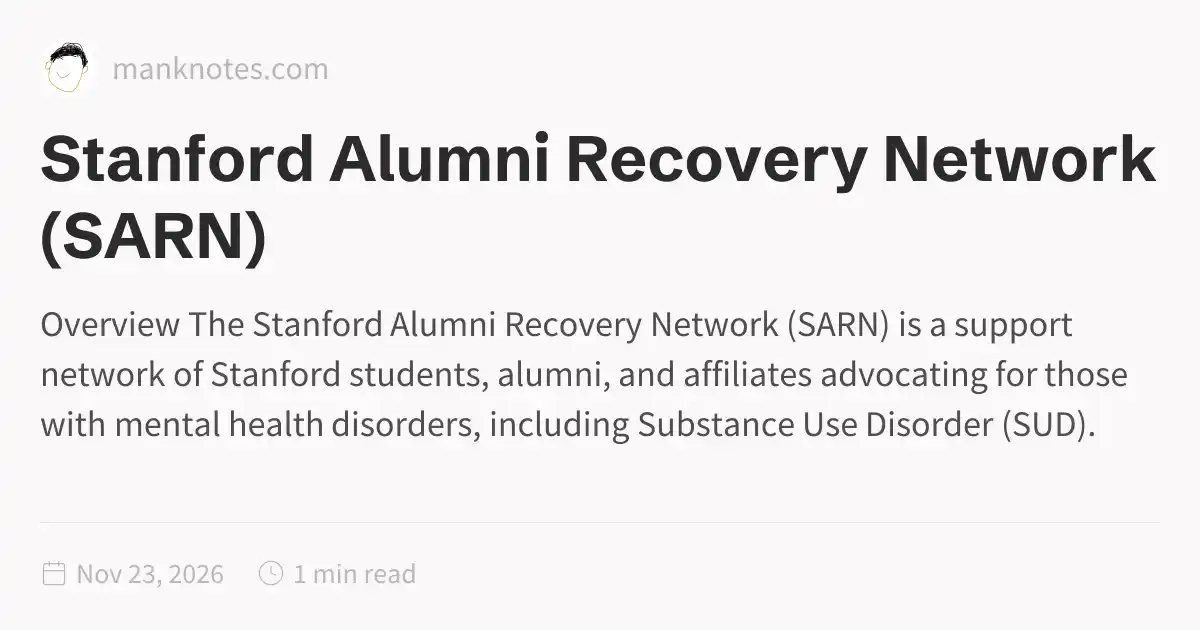 manknotes.com
Stanford Alumni Recovery Network
(SARN)
Overview The Stanford Alumni Recovery Network (SARN) is a support
network of Stanford students, alumni, and affiliates advocating for those
with mental health disorders, including Substance Use Disorder (SUD).
Nov 23, 2026 1 min read